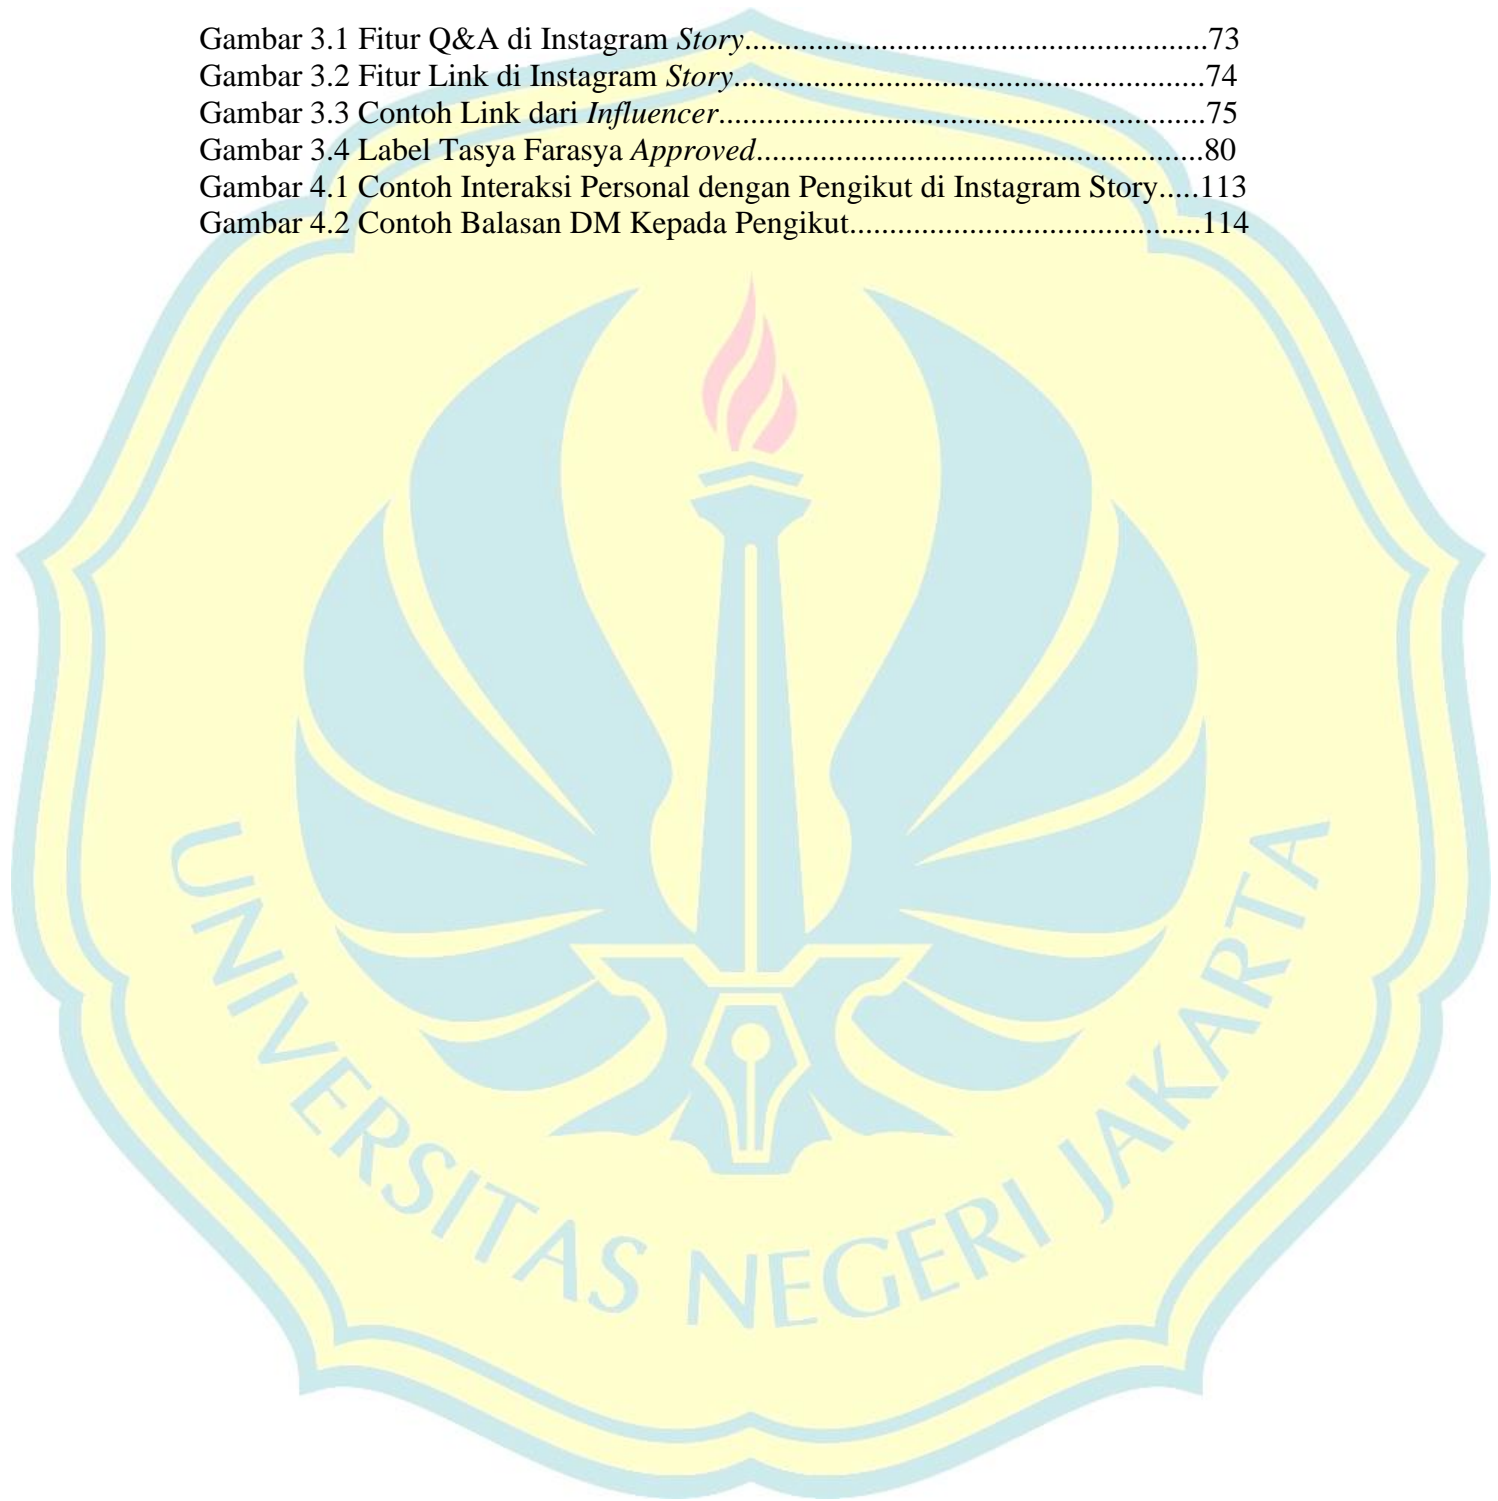 Gambar 3.1 Fitur Q&A di Instagram Story..........................................................73
Gambar 3.2 Fitur Link di Instagram Story...........................................................74
Gambar 3.3 Contoh Link dari Influencer.............................................................75
Gambar 3.4 Label Tasya Farasya Approved........................................................80
Gambar 4.1 Contoh Interaksi Personal dengan Pengikut di Instagram Story.....113
Gambar 4.2 Contoh Balasan DM Kepada Pengikut............................................114
UNIVERSITAS NEGERI JAKARTA